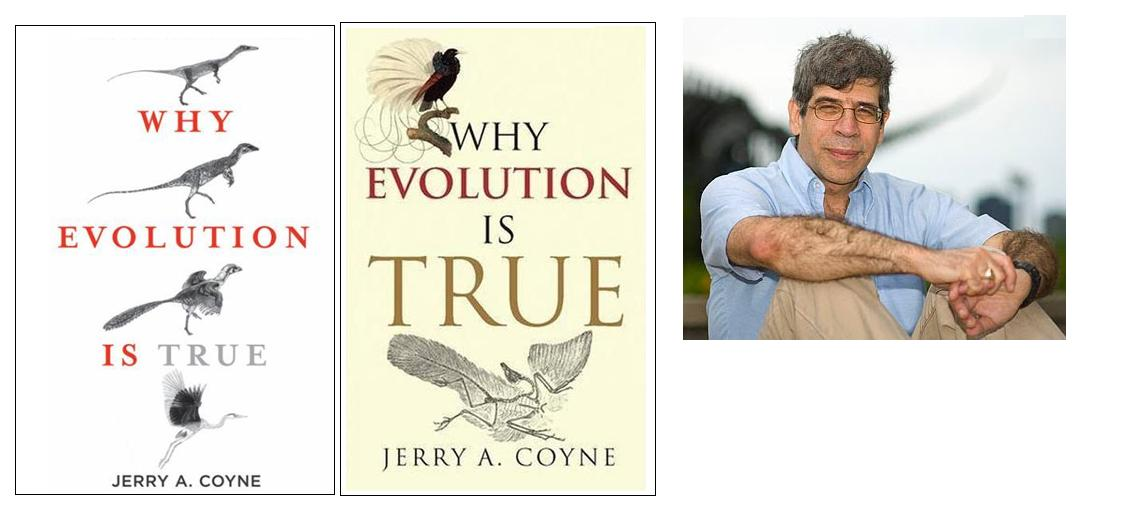 WHY
EVOLUTION
IS TRUE
JERRY A. COYNE
WHY
EVOLUTION
IS
TRUE
JERRY A. COYNE